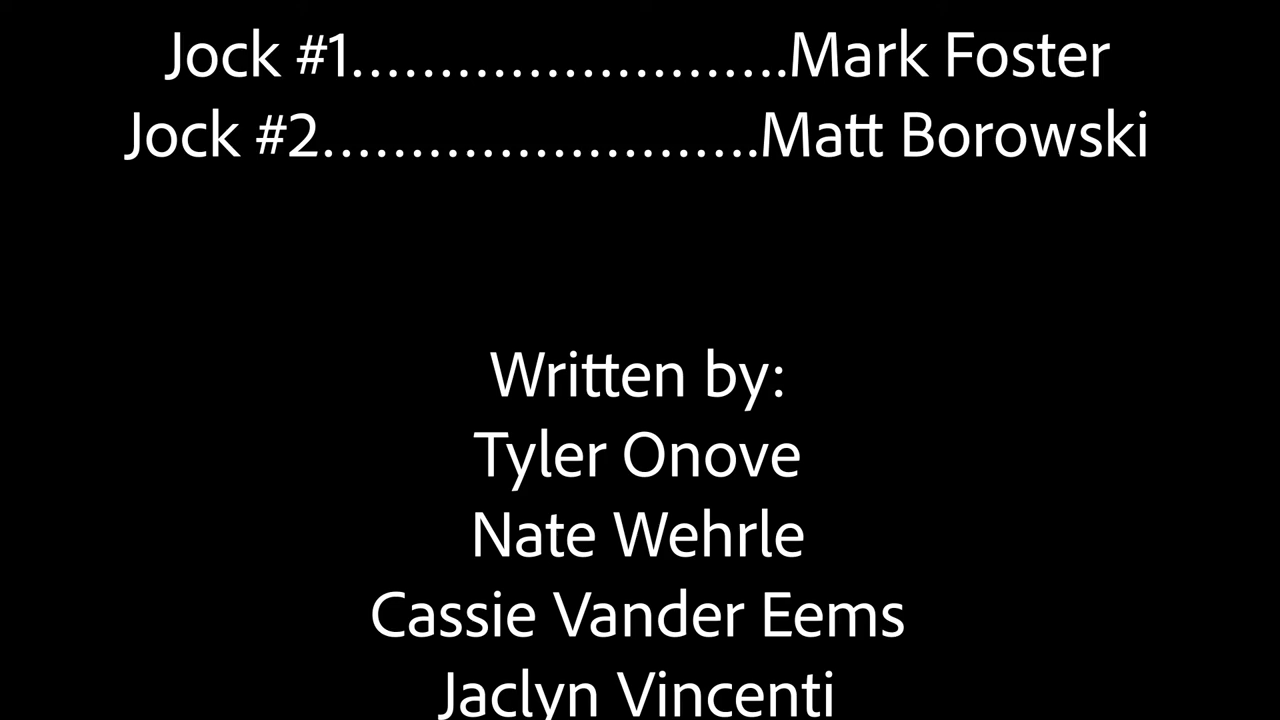 Jock #1……………………….Mark Foster
Jock #2……………………….Matt Borowski
Written by:
Tyler Onove
Nate Wehrle
Cassie Vander Eems
Jaclyn Vincenti